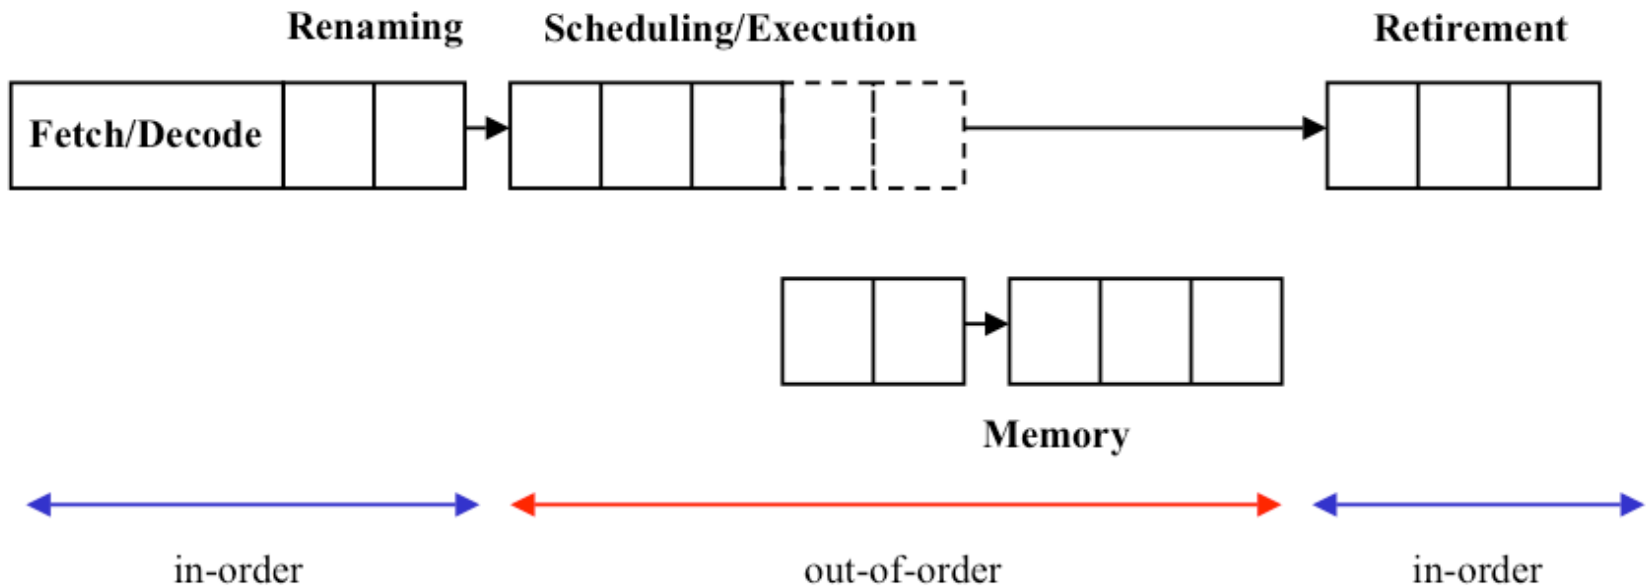 Renaming
Scheduling/Execution
Retirement
Fetch/Decode
Memory
in-order
out-of-order
in-order